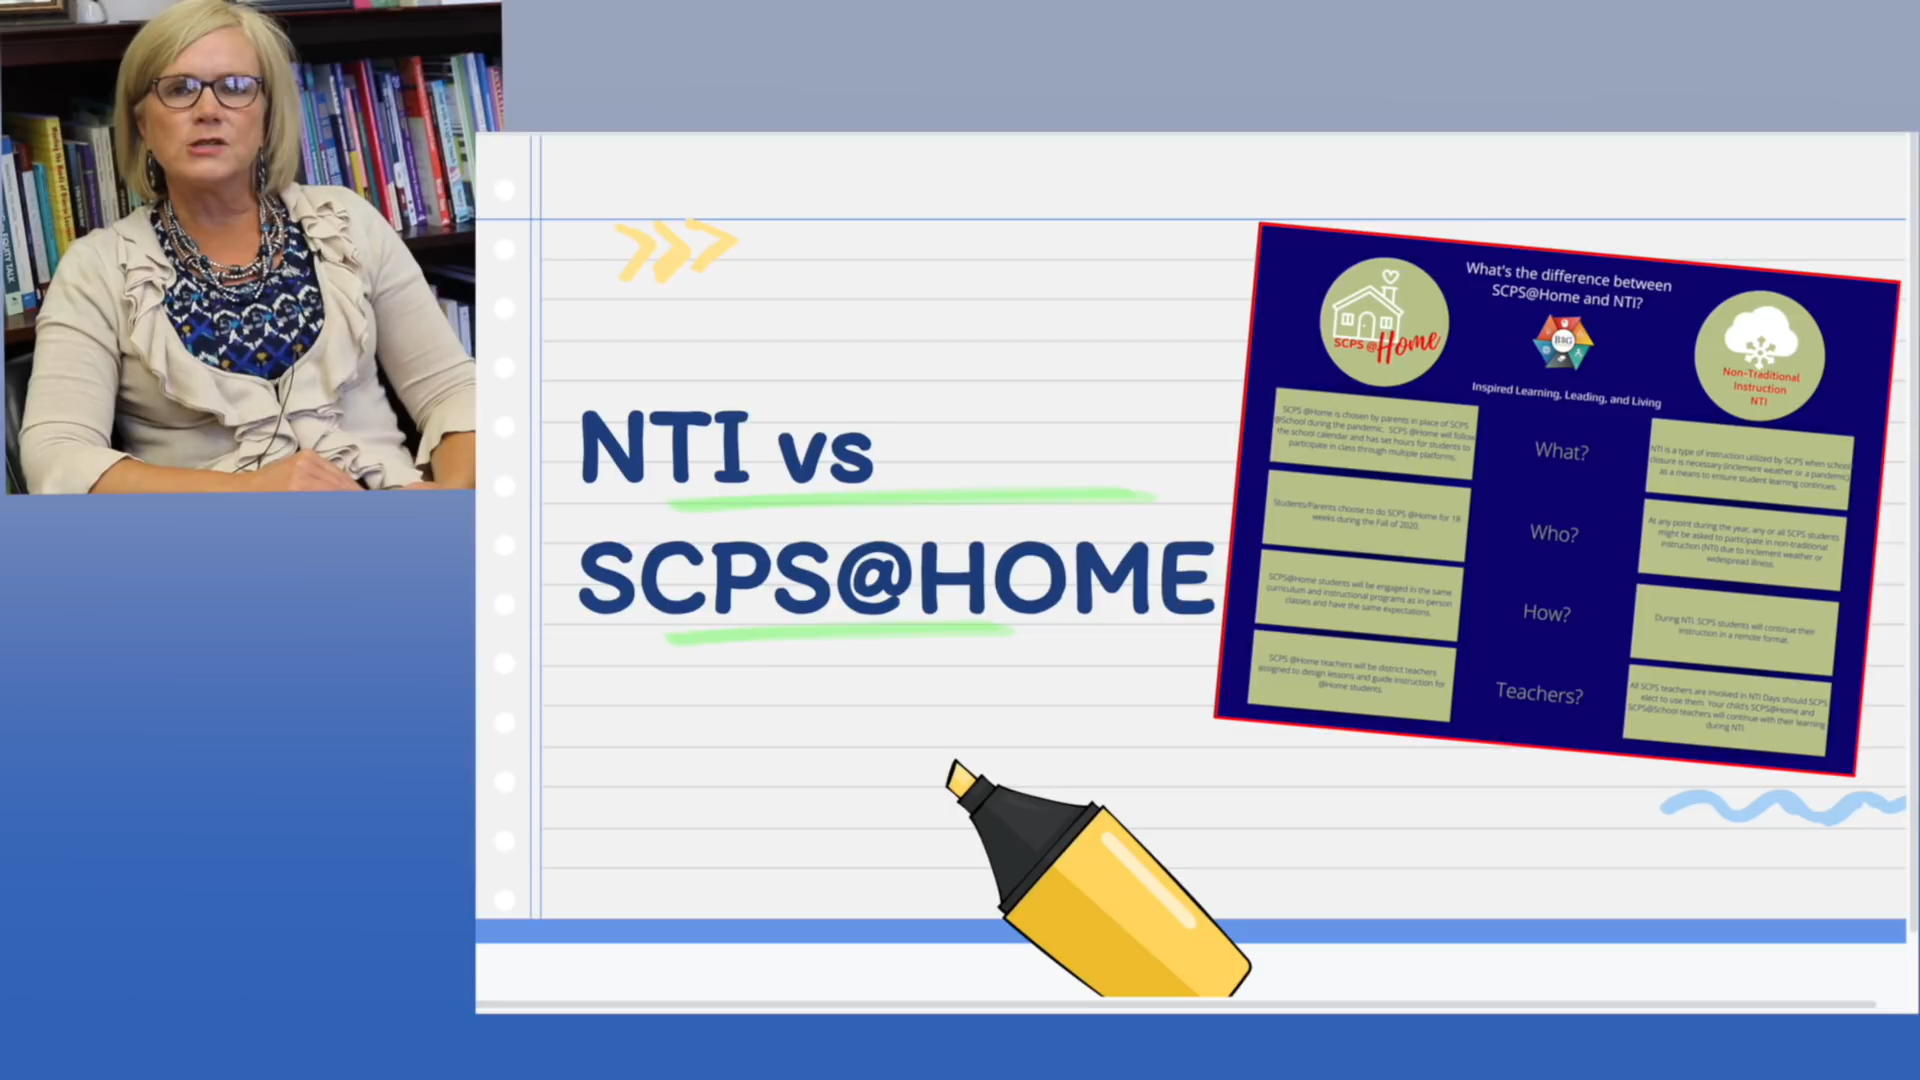 EQUITY TALK
NTI vs
SCPS@HOME
What's the difference between
SCPS@Home and NTI?
SCPS @Home
B&G
Inspired Learning, Leading, and Living
Non-Traditional
Instruction
NTI
SCPS @Home is chosen by parents in place of SCPS
@School during the pandemic. SCPS @Home will follow
the school calendar and has set hours for students to
participate in class through multiple platforms.
What?
NTI is a type of instruction utilized by SCPS when school
closure is necessary (inclement weather or a pandemic)
as a means to ensure student learning continues.
Students/Parents choose to do SCPS @Home for 18
weeks during the Fall of 2020.
Who?
At any point during the year, any or all SCPS students
might be asked to participate in non-traditional
instruction (NTI) due to inclement weather or
widespread illness.
SCPS@Home students will be engaged in the same
curriculum and instructional programs as in-person
classes and have the same expectations.
How?
During NTI, SCPS students will continue their
instruction in a remote format.
SCPS @Home teachers will be district teachers
assigned to design lessons and guide instruction for
@Home students.
Teachers?
All SCPS teachers are involved in NTI Days should SCPS
elect to use them. Your child's SCPS@Home and
SCPS@School teachers will continue with their learning
during NTI.